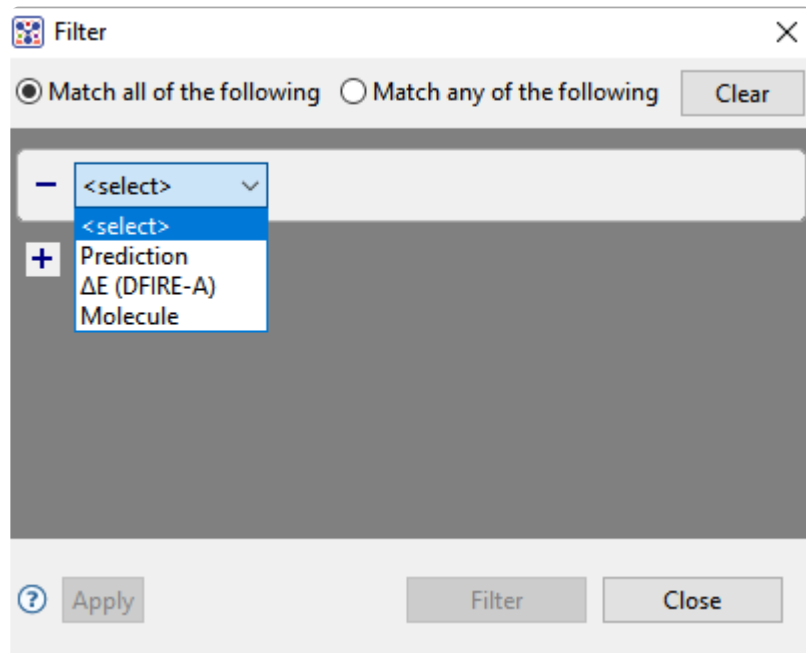 Filter
Match all of the following Match any of the following Clear
<select>
<select>
Prediction
ΔE (DFIRE-A)
Molecule
Apply Filter Close